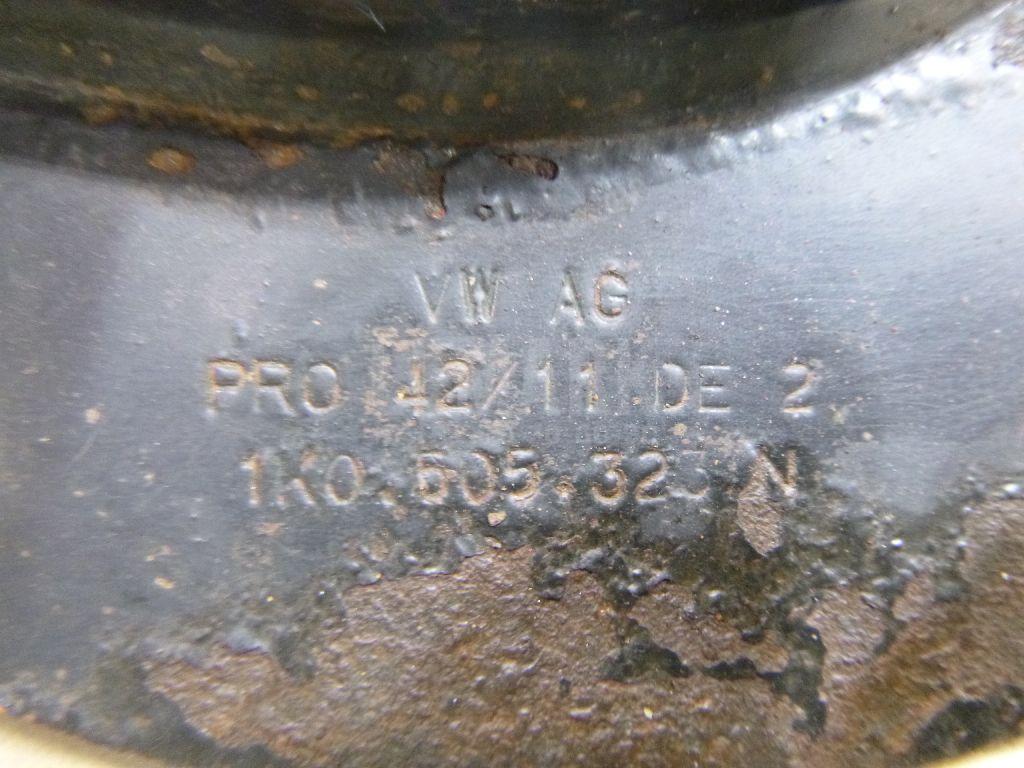 VW AG
PRO 42/11 DE 2
1K0.505.323 N